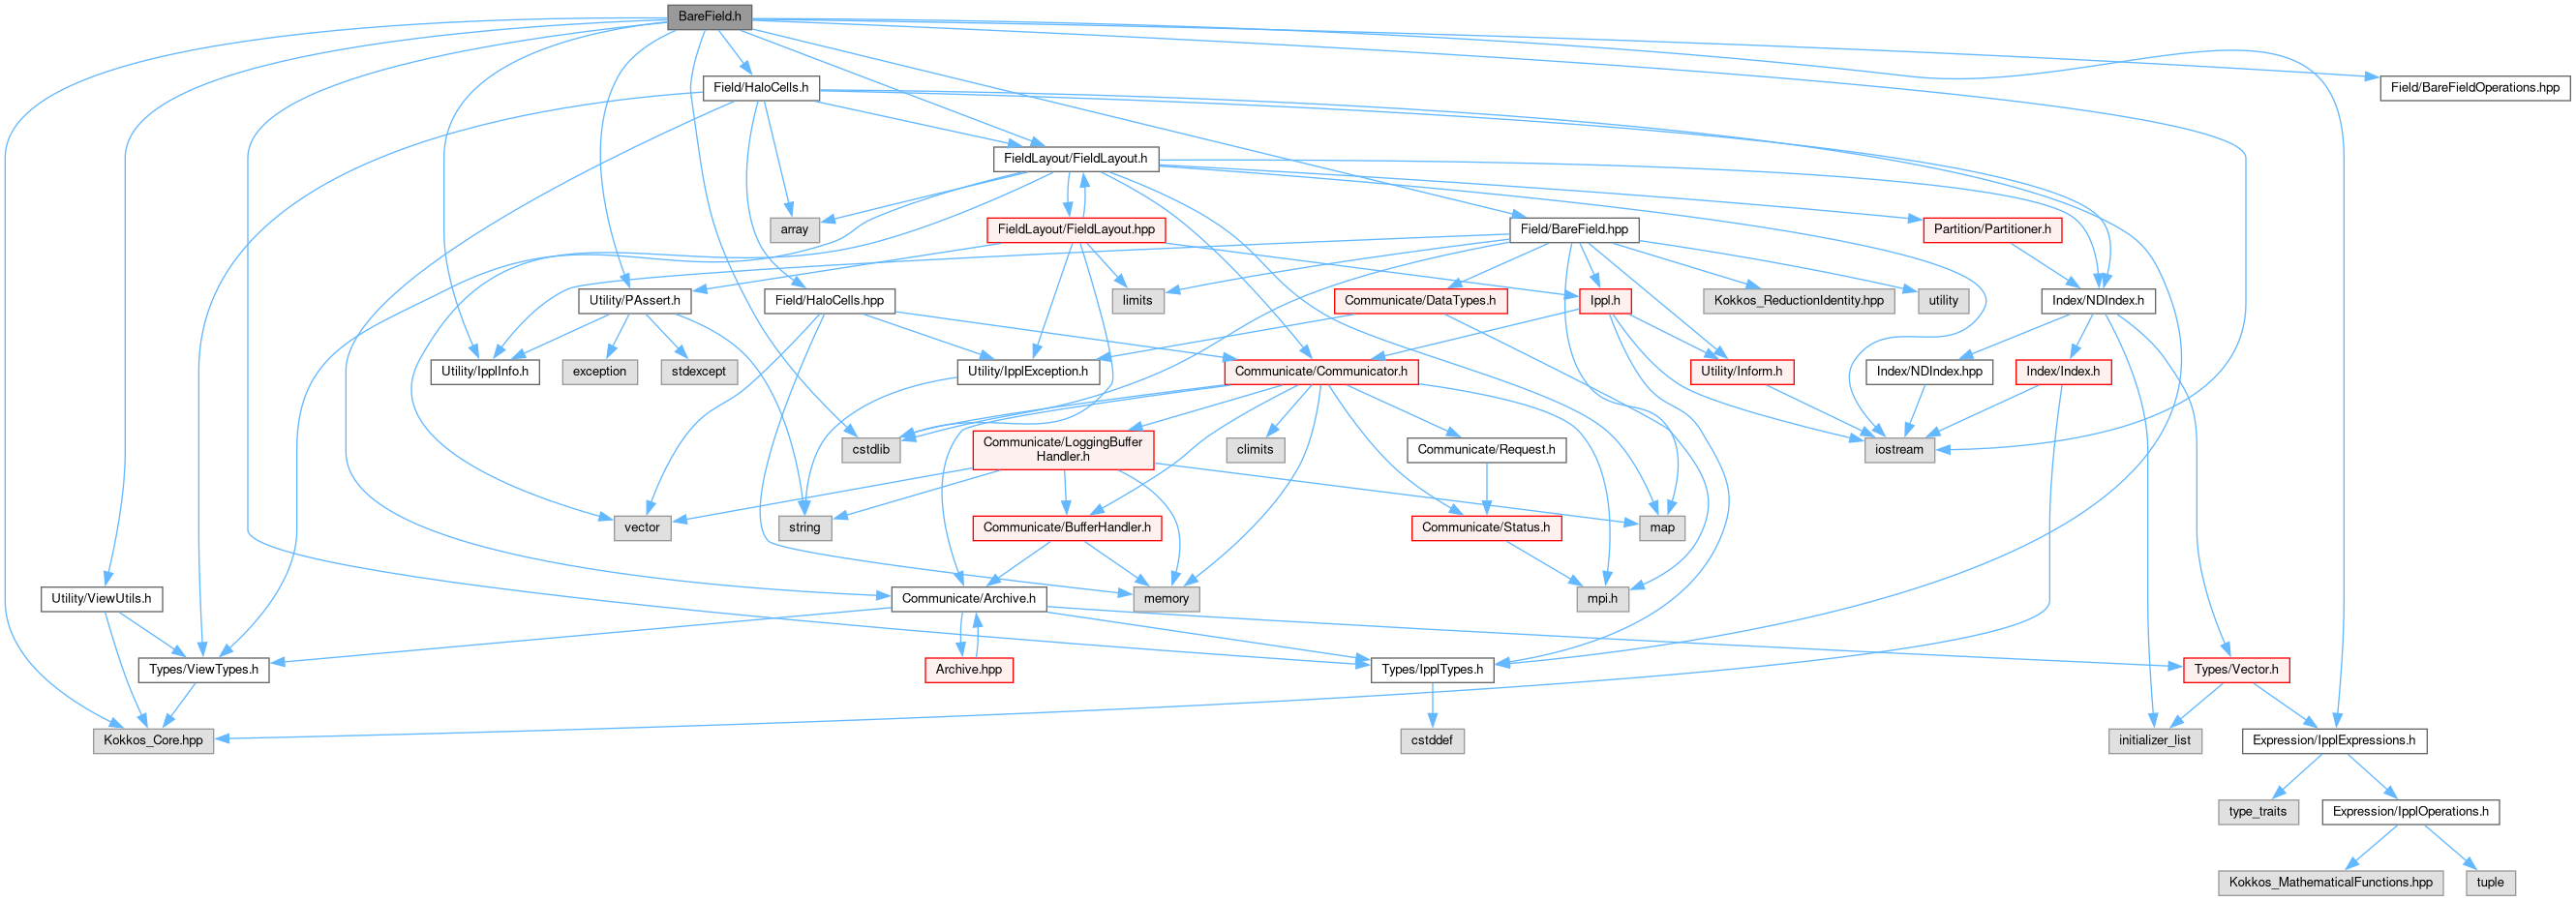 BareField.h
Field/HaloCells.h
Field/BareFieldOperations.hpp
FieldLayout/FieldLayout.h
array
FieldLayout/FieldLayout.hpp
Field/BareField.hpp
Partition/Partitioner.h
Utility/PAssert.h
Field/HaloCells.hpp
limits
Communicate/DataTypes.h
Ippl.h
Kokkos_ReductionIdentity.hpp
utility
Index/NDIndex.h
Utility/IpplInfo.h
exception
stdexcept
Utility/IpplException.h
Communicate/Communicator.h
Utility/Inform.h
Index/NDIndex.hpp
Index/Index.h
cstdlib
Communicate/LoggingBuffer
Handler.h
climits
Communicate/Request.h
iostream
vector
string
Communicate/BufferHandler.h
Communicate/Status.h
map
Utility/ViewUtils.h
Communicate/Archive.h
memory
mpi.h
Types/ViewTypes.h
Archive.hpp
Types/IpplTypes.h
Types/Vector.h
Kokkos_Core.hpp
cstddef
initializer_list
Expression/IpplExpressions.h
type_traits
Expression/IpplOperations.h
Kokkos_MathematicalFunctions.hpp
tuple